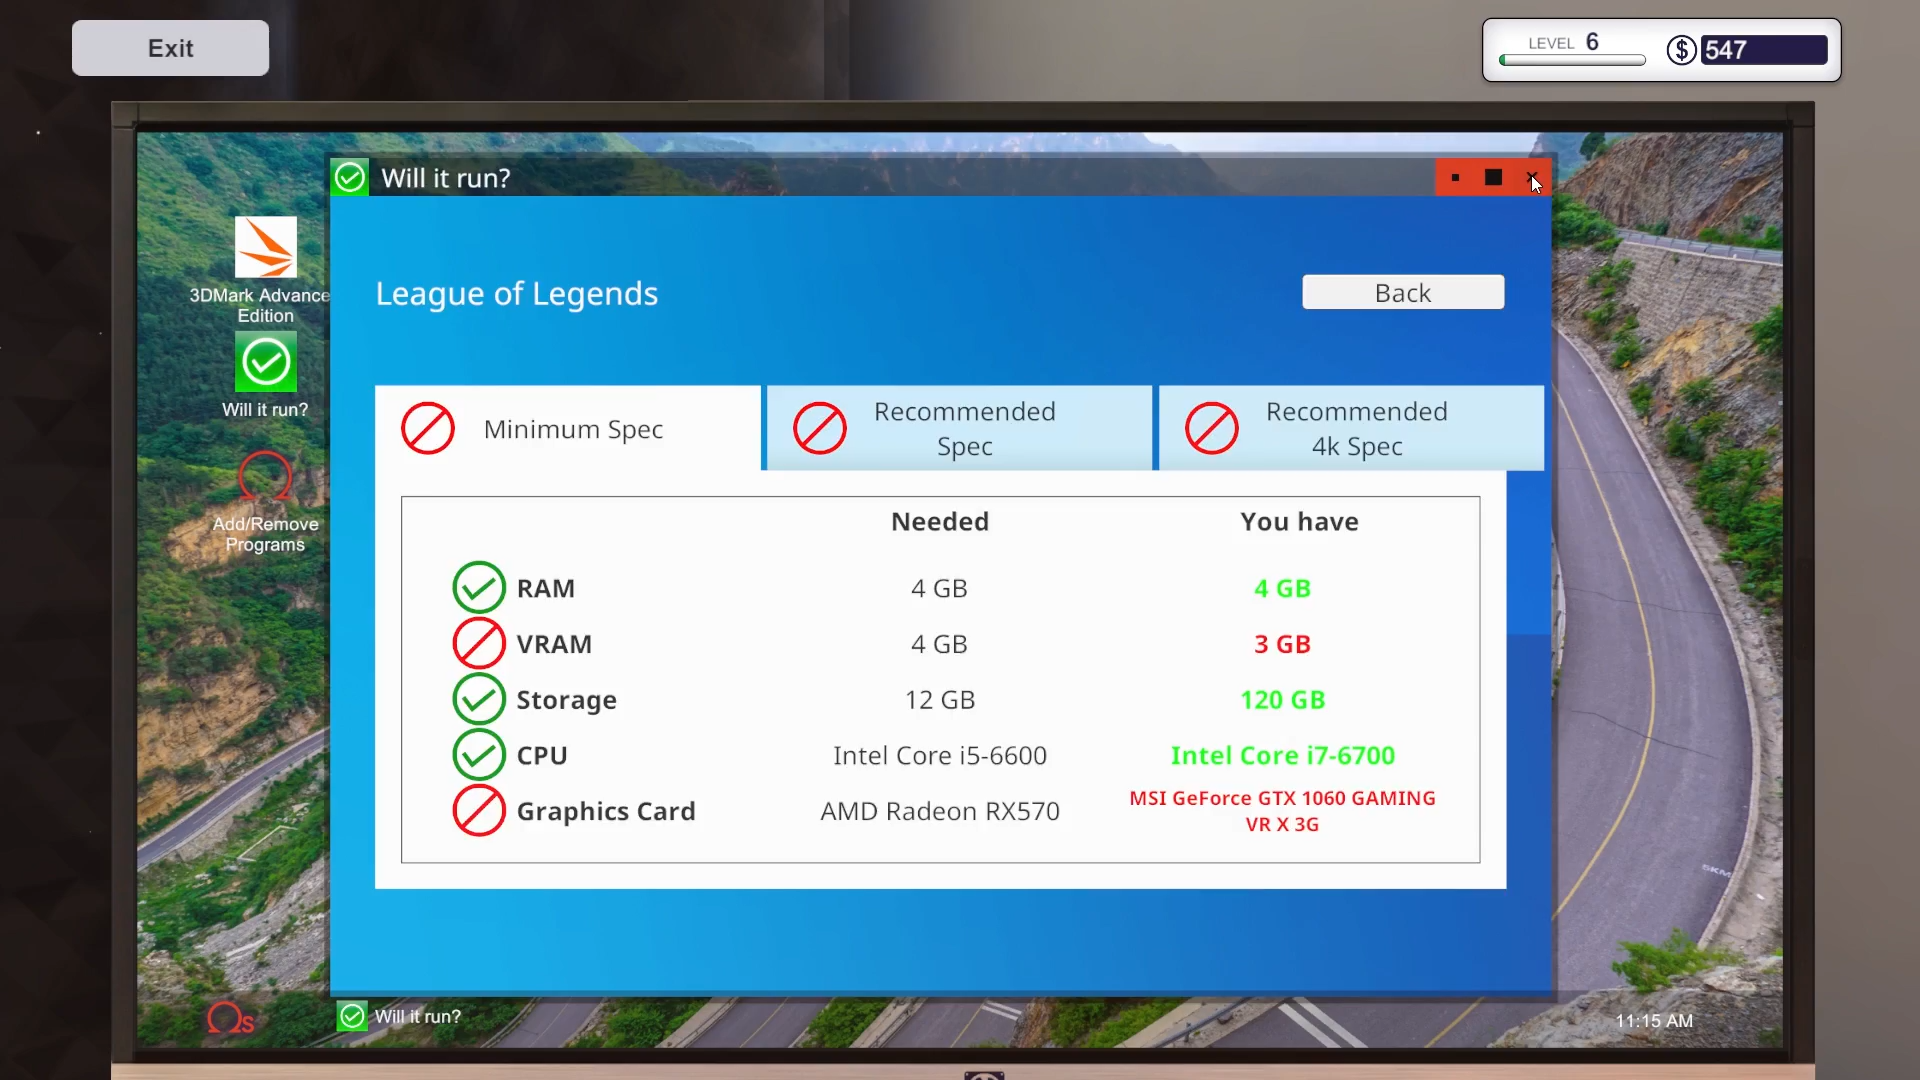 Exit
LEVEL 6
$ 547
Will it run?
3DMark Advance
Edition
Will it run?
Add/Remove
Programs
League of Legends
Back
Minimum Spec
Recommended
Spec
Recommended
4k Spec
Needed You have
RAM 4 GB 4 GB
VRAM 4 GB 3 GB
Storage 12 GB 120 GB
CPU Intel Core i5-6600 Intel Core i7-6700
Graphics Card AMD Radeon RX570 MSI GeForce GTX 1060 GAMING
VR X 3G
5KM
Ωs
Will it run?
11:15 AM